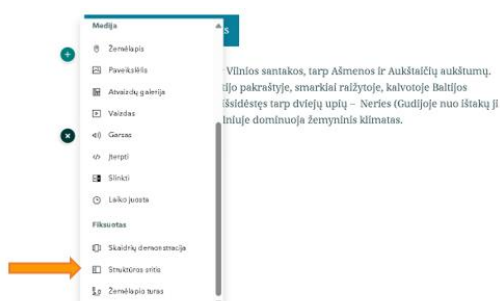 Medija
s
Žemėlapis
Paveikslėlis
Atvaizdų galerija
Vaizdas
Garsas
Įterpti
Slinkti
Laiko juosta
Fiksuotas
Skaidrių demonstracija
Struktūros sritis
Žemėlapio turas
Vilnios santakos, tarp Ašmenos ir Aukštaičių aukštumų.
tijo pakraštyje, smarkiai raižytoje, kalvotoje Baltijos
išsidėstęs tarp dviejų upių – Neries (Gudijoje nuo ištakų ji
lniuje dominuoja žemyninis klimatas.